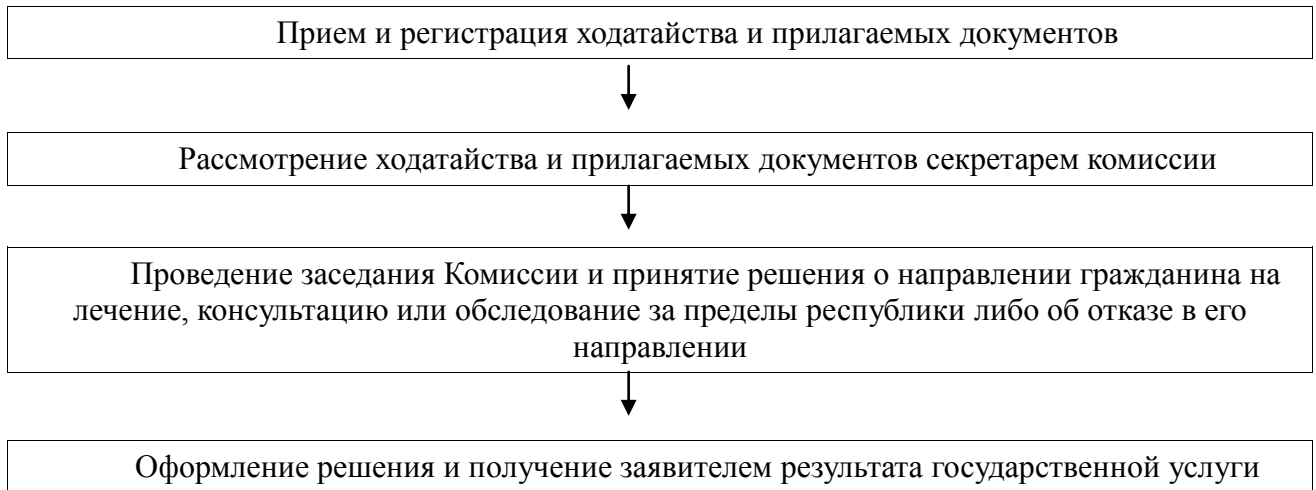 Прием и регистрация ходатайства и прилагаемых документов
Рассмотрение ходатайства и прилагаемых документов секретарем комиссии
Проведение заседания Комиссии и принятие решения о направлении гражданина на
лечение, консультацию или обследование за пределы республики либо об отказе в его
направлении
Оформление решения и получение заявителем результата государственной услуги